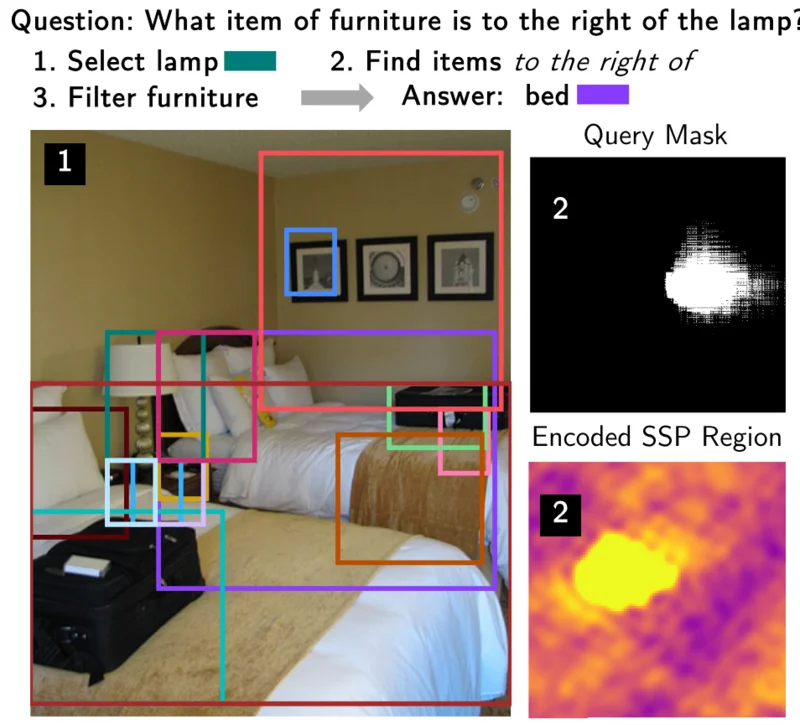 Question: What item of furniture is to the right of the lamp?
1. Select lamp 2. Find items to the right of
3. Filter furniture Answer: bed
Query Mask
1
2
Encoded SSP Region
2